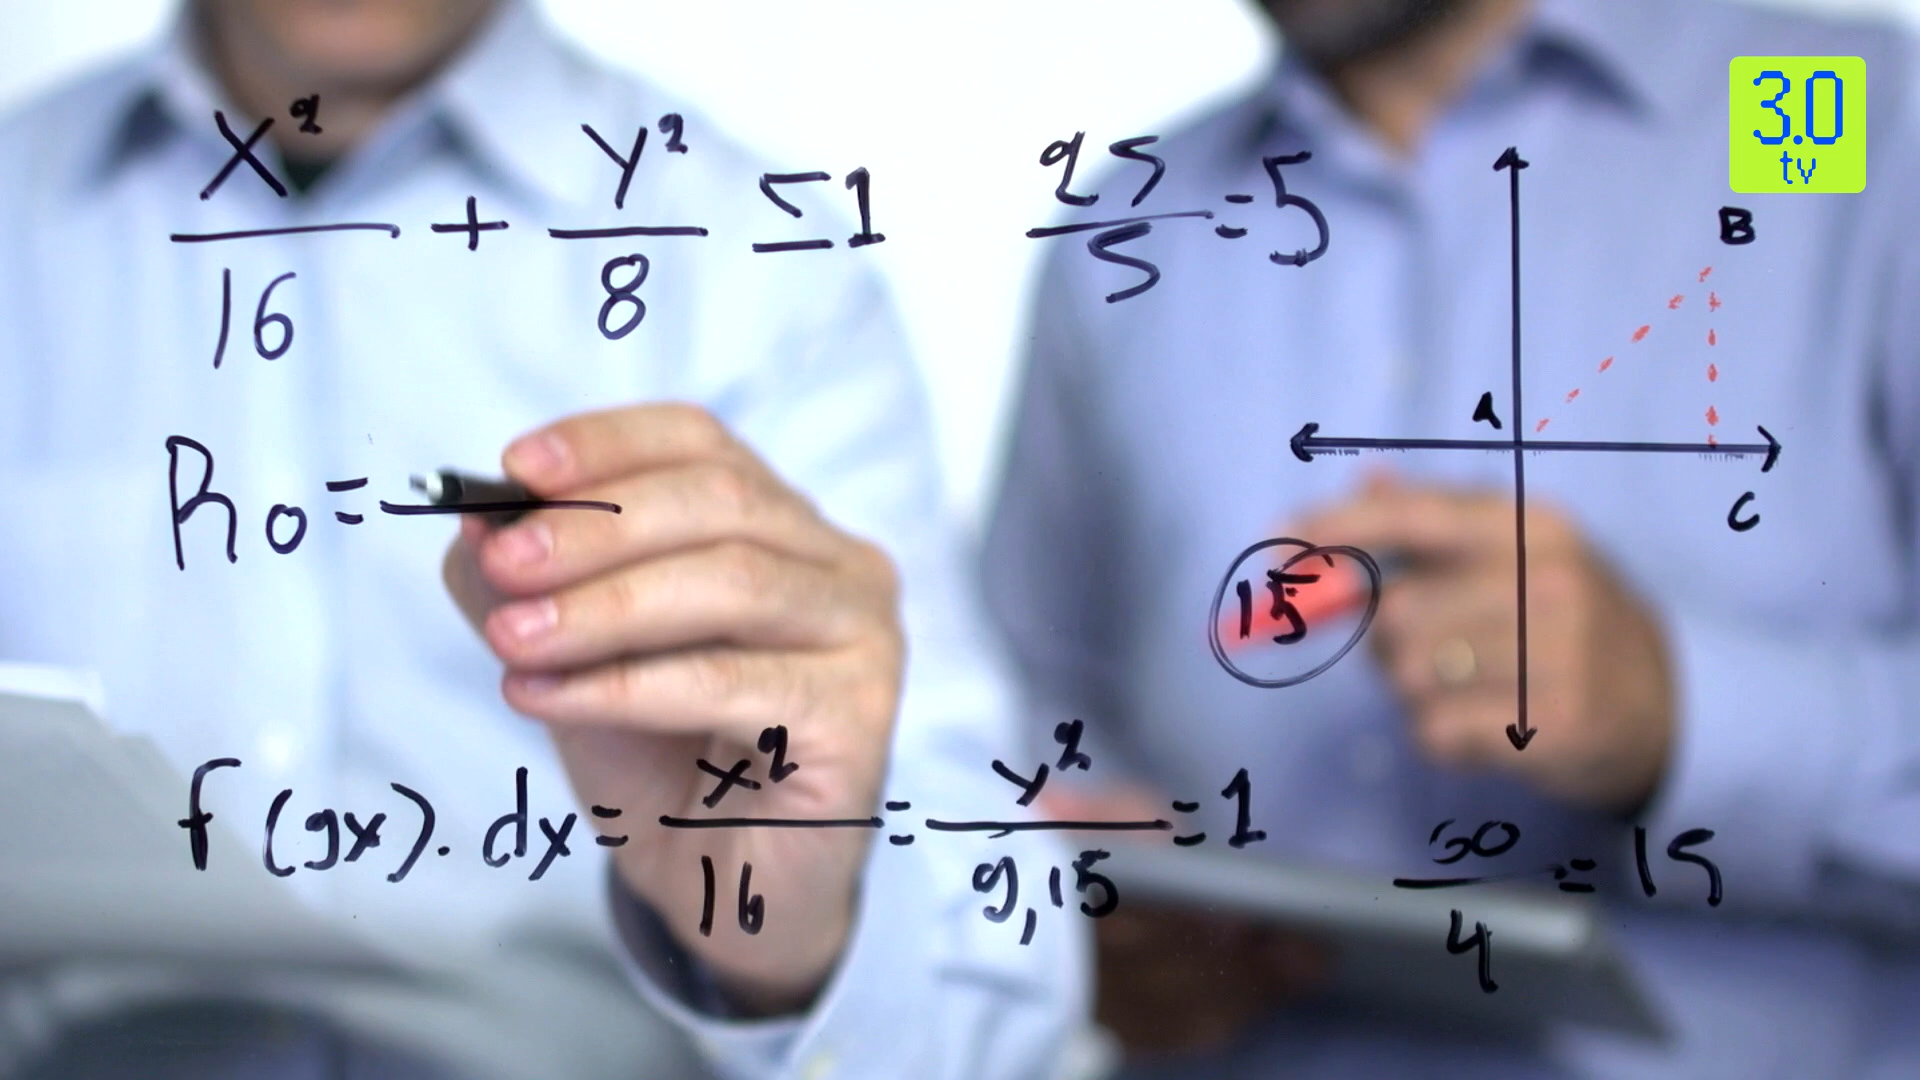 x²/16 + y²/8 ≤ 1
25/5 = 5
3.0
tv
B
A
C
Ro =
15
f(gx).dx = x²/16 = y²/9,15 = 1
60/4 = 15